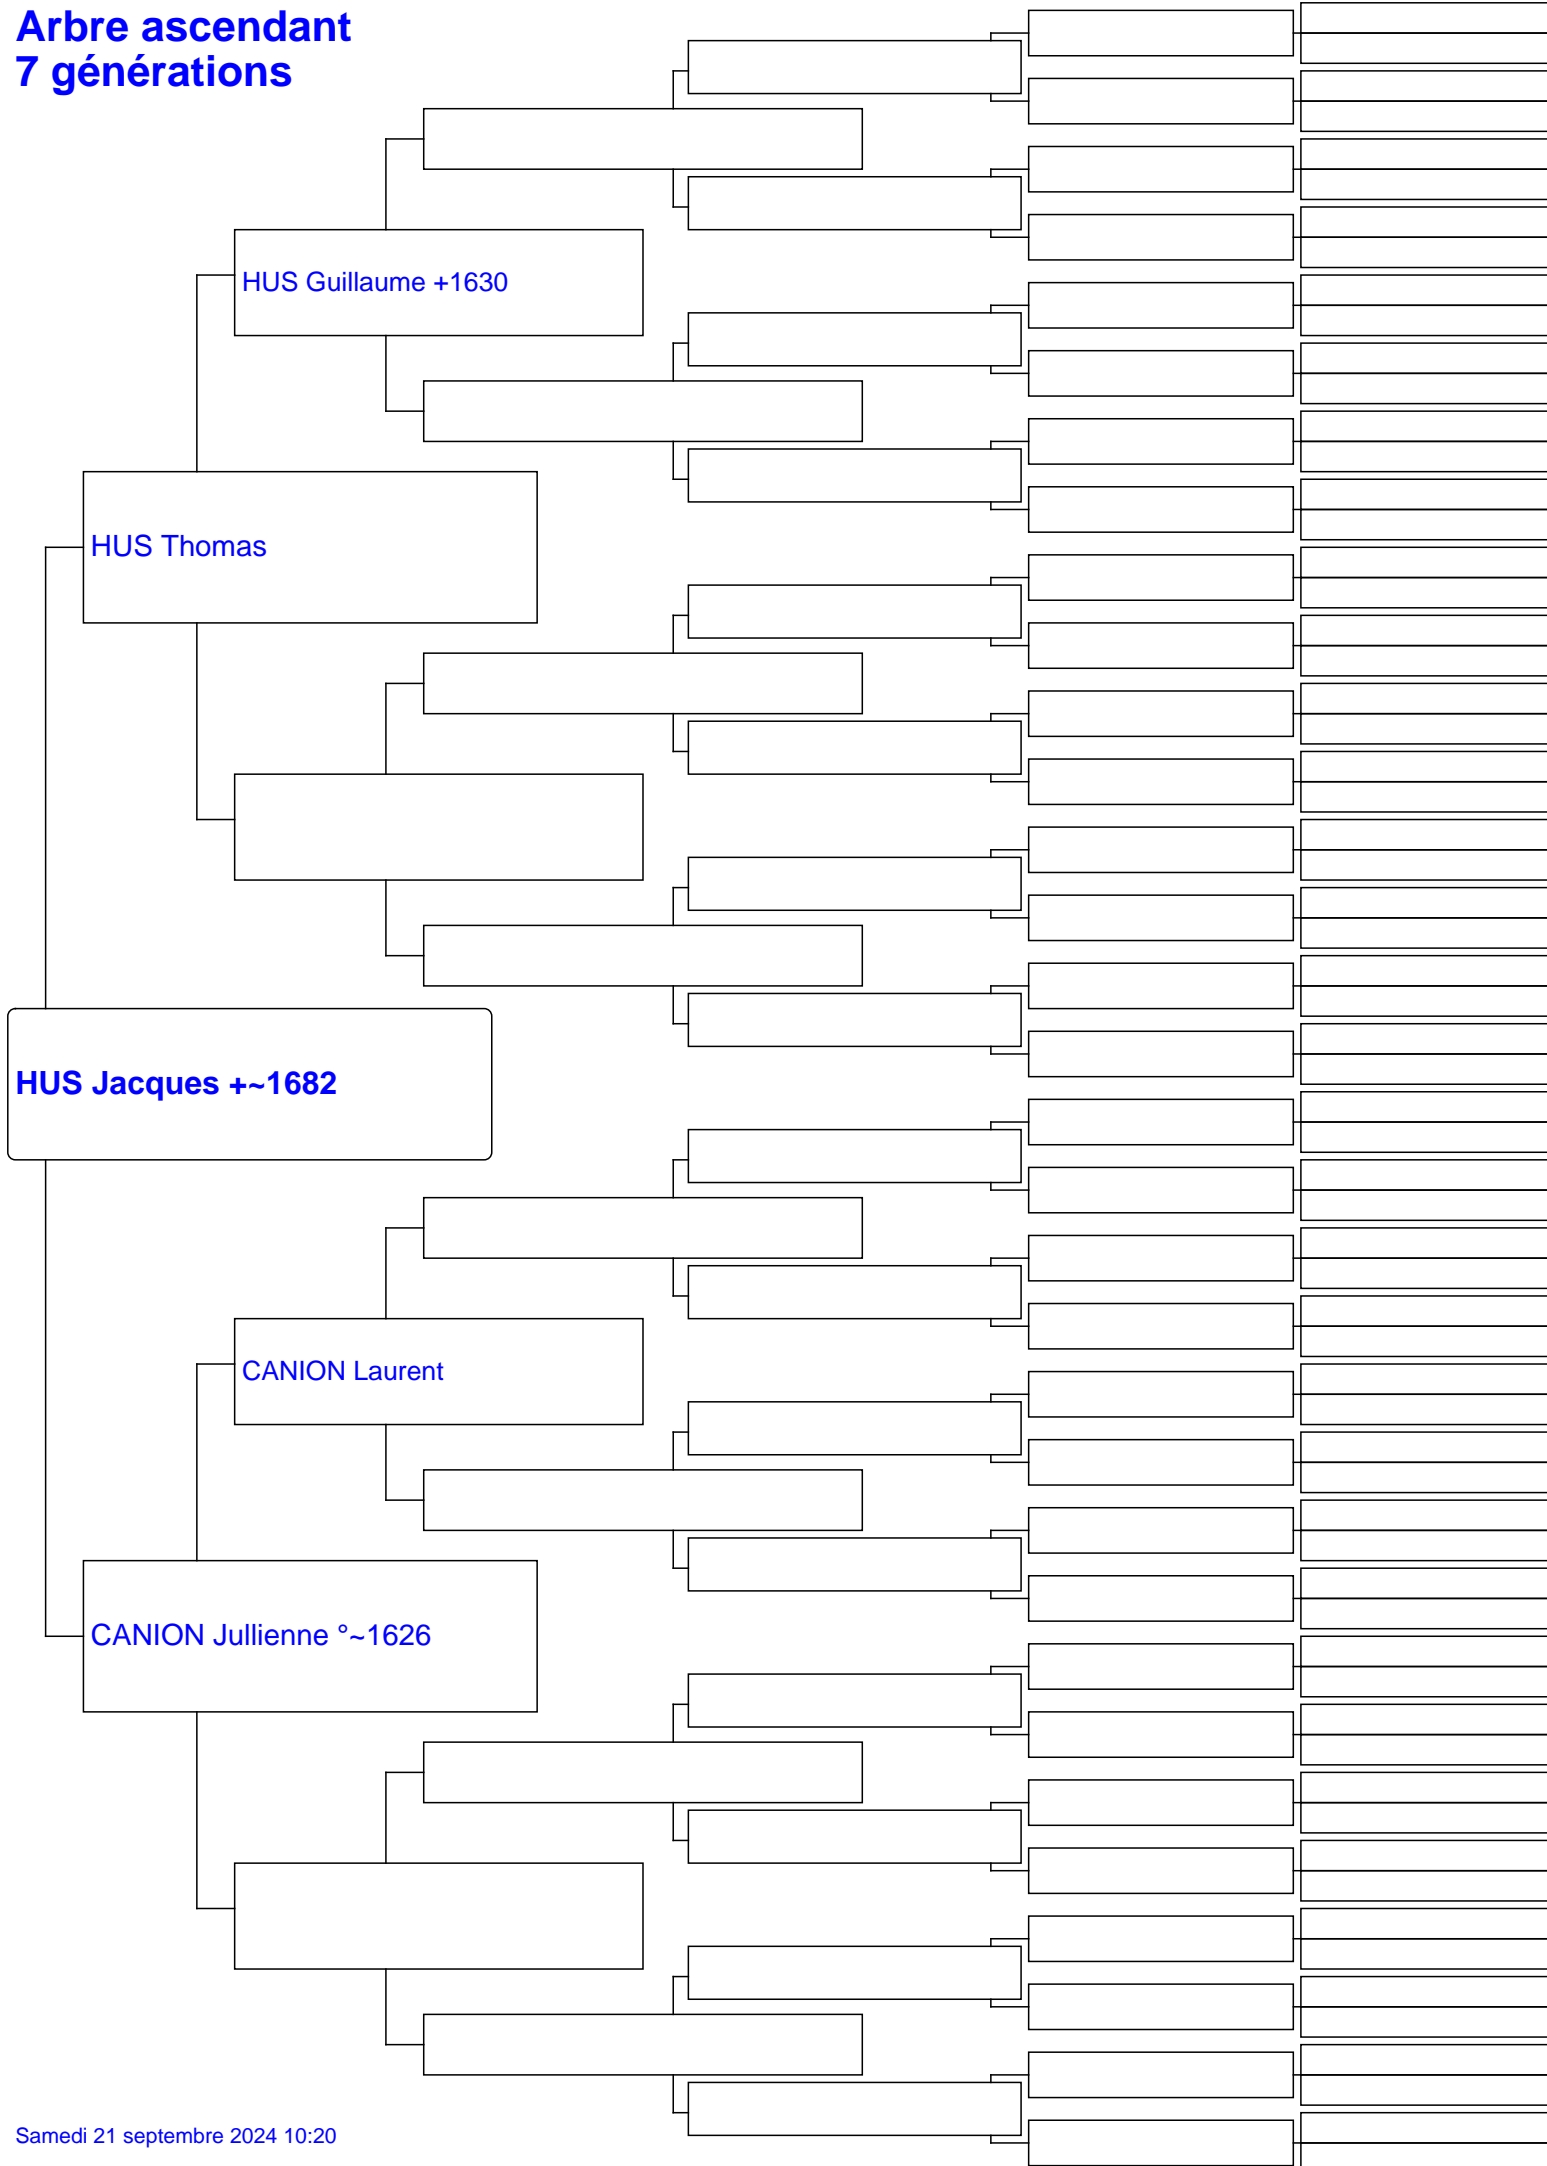 Arbre ascendant
7 générations
HUS Guillaume +1630
HUS Thomas
HUS Jacques +~1682
CANION Laurent
CANION Jullienne °~1626
Samedi 21 septembre 2024 10:20